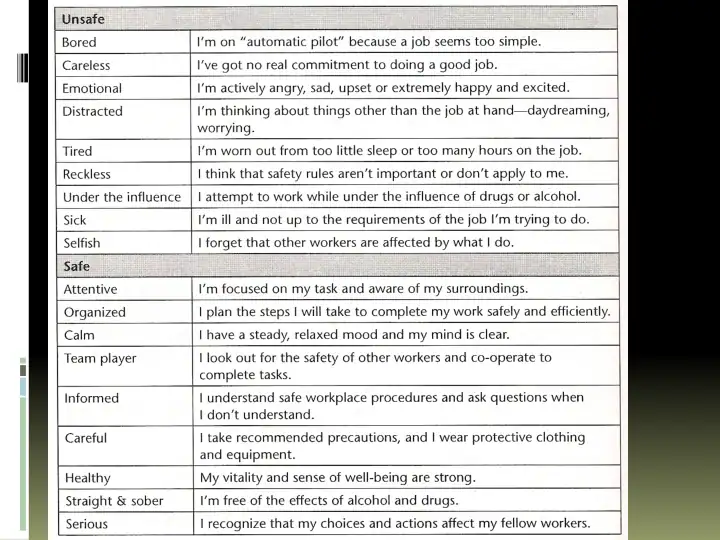 Unsafe
Bored I'm on "automatic pilot" because a job seems too simple.
Careless I've got no real commitment to doing a good job.
Emotional I'm actively angry, sad, upset or extremely happy and excited.
Distracted I'm thinking about things other than the job at hand—daydreaming,
worrying.
Tired I'm worn out from too little sleep or too many hours on the job.
Reckless I think that safety rules aren't important or don't apply to me.
Under the influence I attempt to work while under the influence of drugs or alcohol.
Sick I'm ill and not up to the requirements of the job I'm trying to do.
Selfish I forget that other workers are affected by what I do.
Safe
Attentive I'm focused on my task and aware of my surroundings.
Organized I plan the steps I will take to complete my work safely and efficiently.
Calm I have a steady, relaxed mood and my mind is clear.
Team player I look out for the safety of other workers and co-operate to
complete tasks.
Informed I understand safe workplace procedures and ask questions when
I don't understand.
Careful I take recommended precautions, and I wear protective clothing
and equipment.
Healthy My vitality and sense of well-being are strong.
Straight & sober I'm free of the effects of alcohol and drugs.
Serious I recognize that my choices and actions affect my fellow workers.